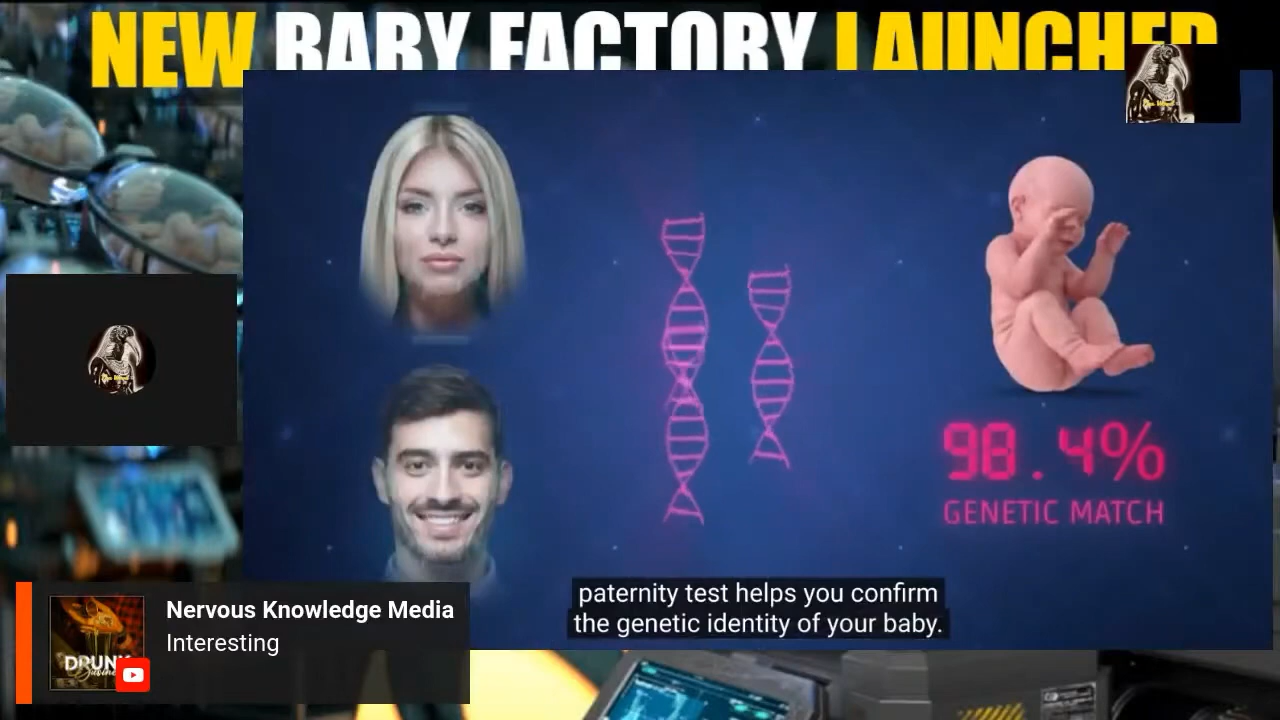 NEW BABY FACTORY LAUNCHED
98.4%
GENETIC MATCH
paternity test helps you confirm
the genetic identity of your baby.
Nervous Knowledge Media
Interesting
DRUNK